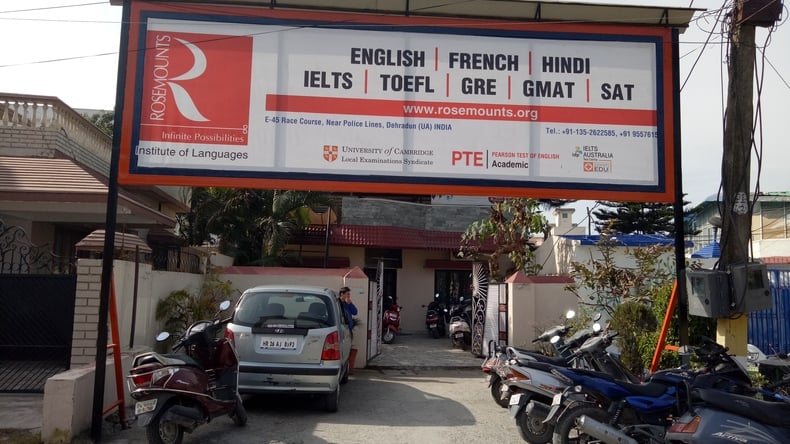 ROSEMOUNTS
Infinite Possibilities
Institute of Languages
ENGLISH | FRENCH | HINDI
IELTS | TOEFL | GRE | GMAT | SAT
www.rosemounts.org
E-45 Race Course, Near Police Lines, Dehradun (UA) INDIA
Tel.: +91-135-2622585, +91 9557615
UNIVERSITY of CAMBRIDGE
Local Examinations Syndicate
PTE
Academic
PEARSON TEST OF ENGLISH
IELTS
AUSTRALIA
EDU